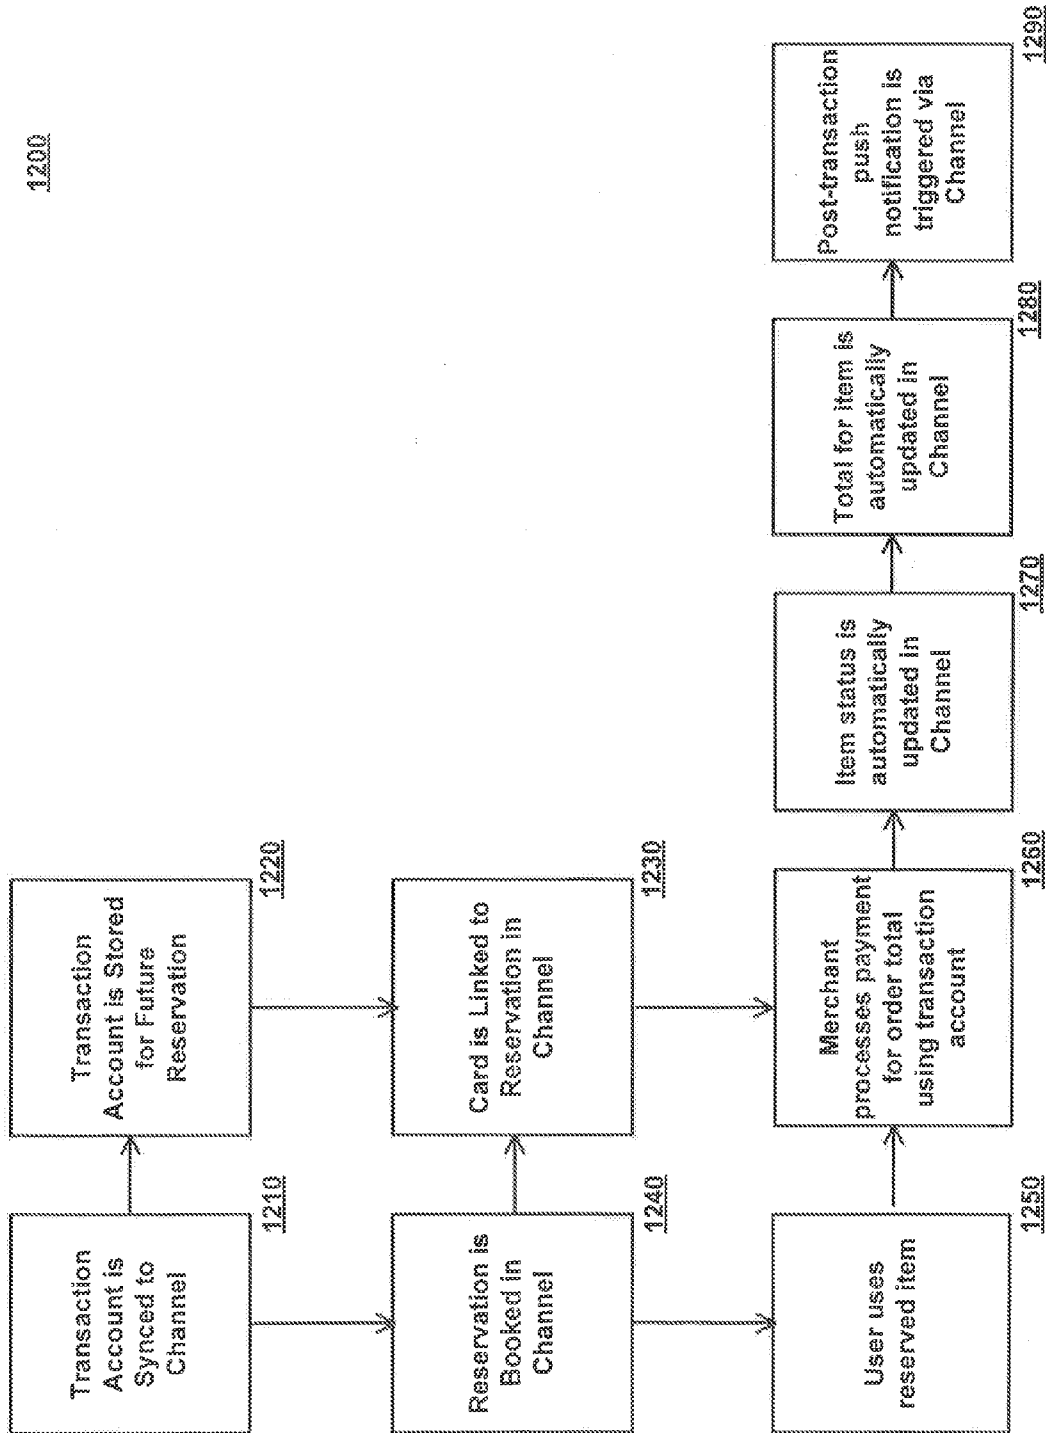 1200
Transaction
Account is
Synced to
Channel
1210
Transaction
Account is Stored
for Future
Reservation
1220
Reservation is
Booked in
Channel
1240
Card is Linked to
Reservation in
Channel
1230
User uses
reserved item
1250
Merchant
processes payment
for order total
using transaction
account
1260
Item status is
automatically
updated in
Channel
1270
Total for item is
automatically
updated in
Channel
1280
Post-transaction
push
notification is
triggered via
Channel
1290